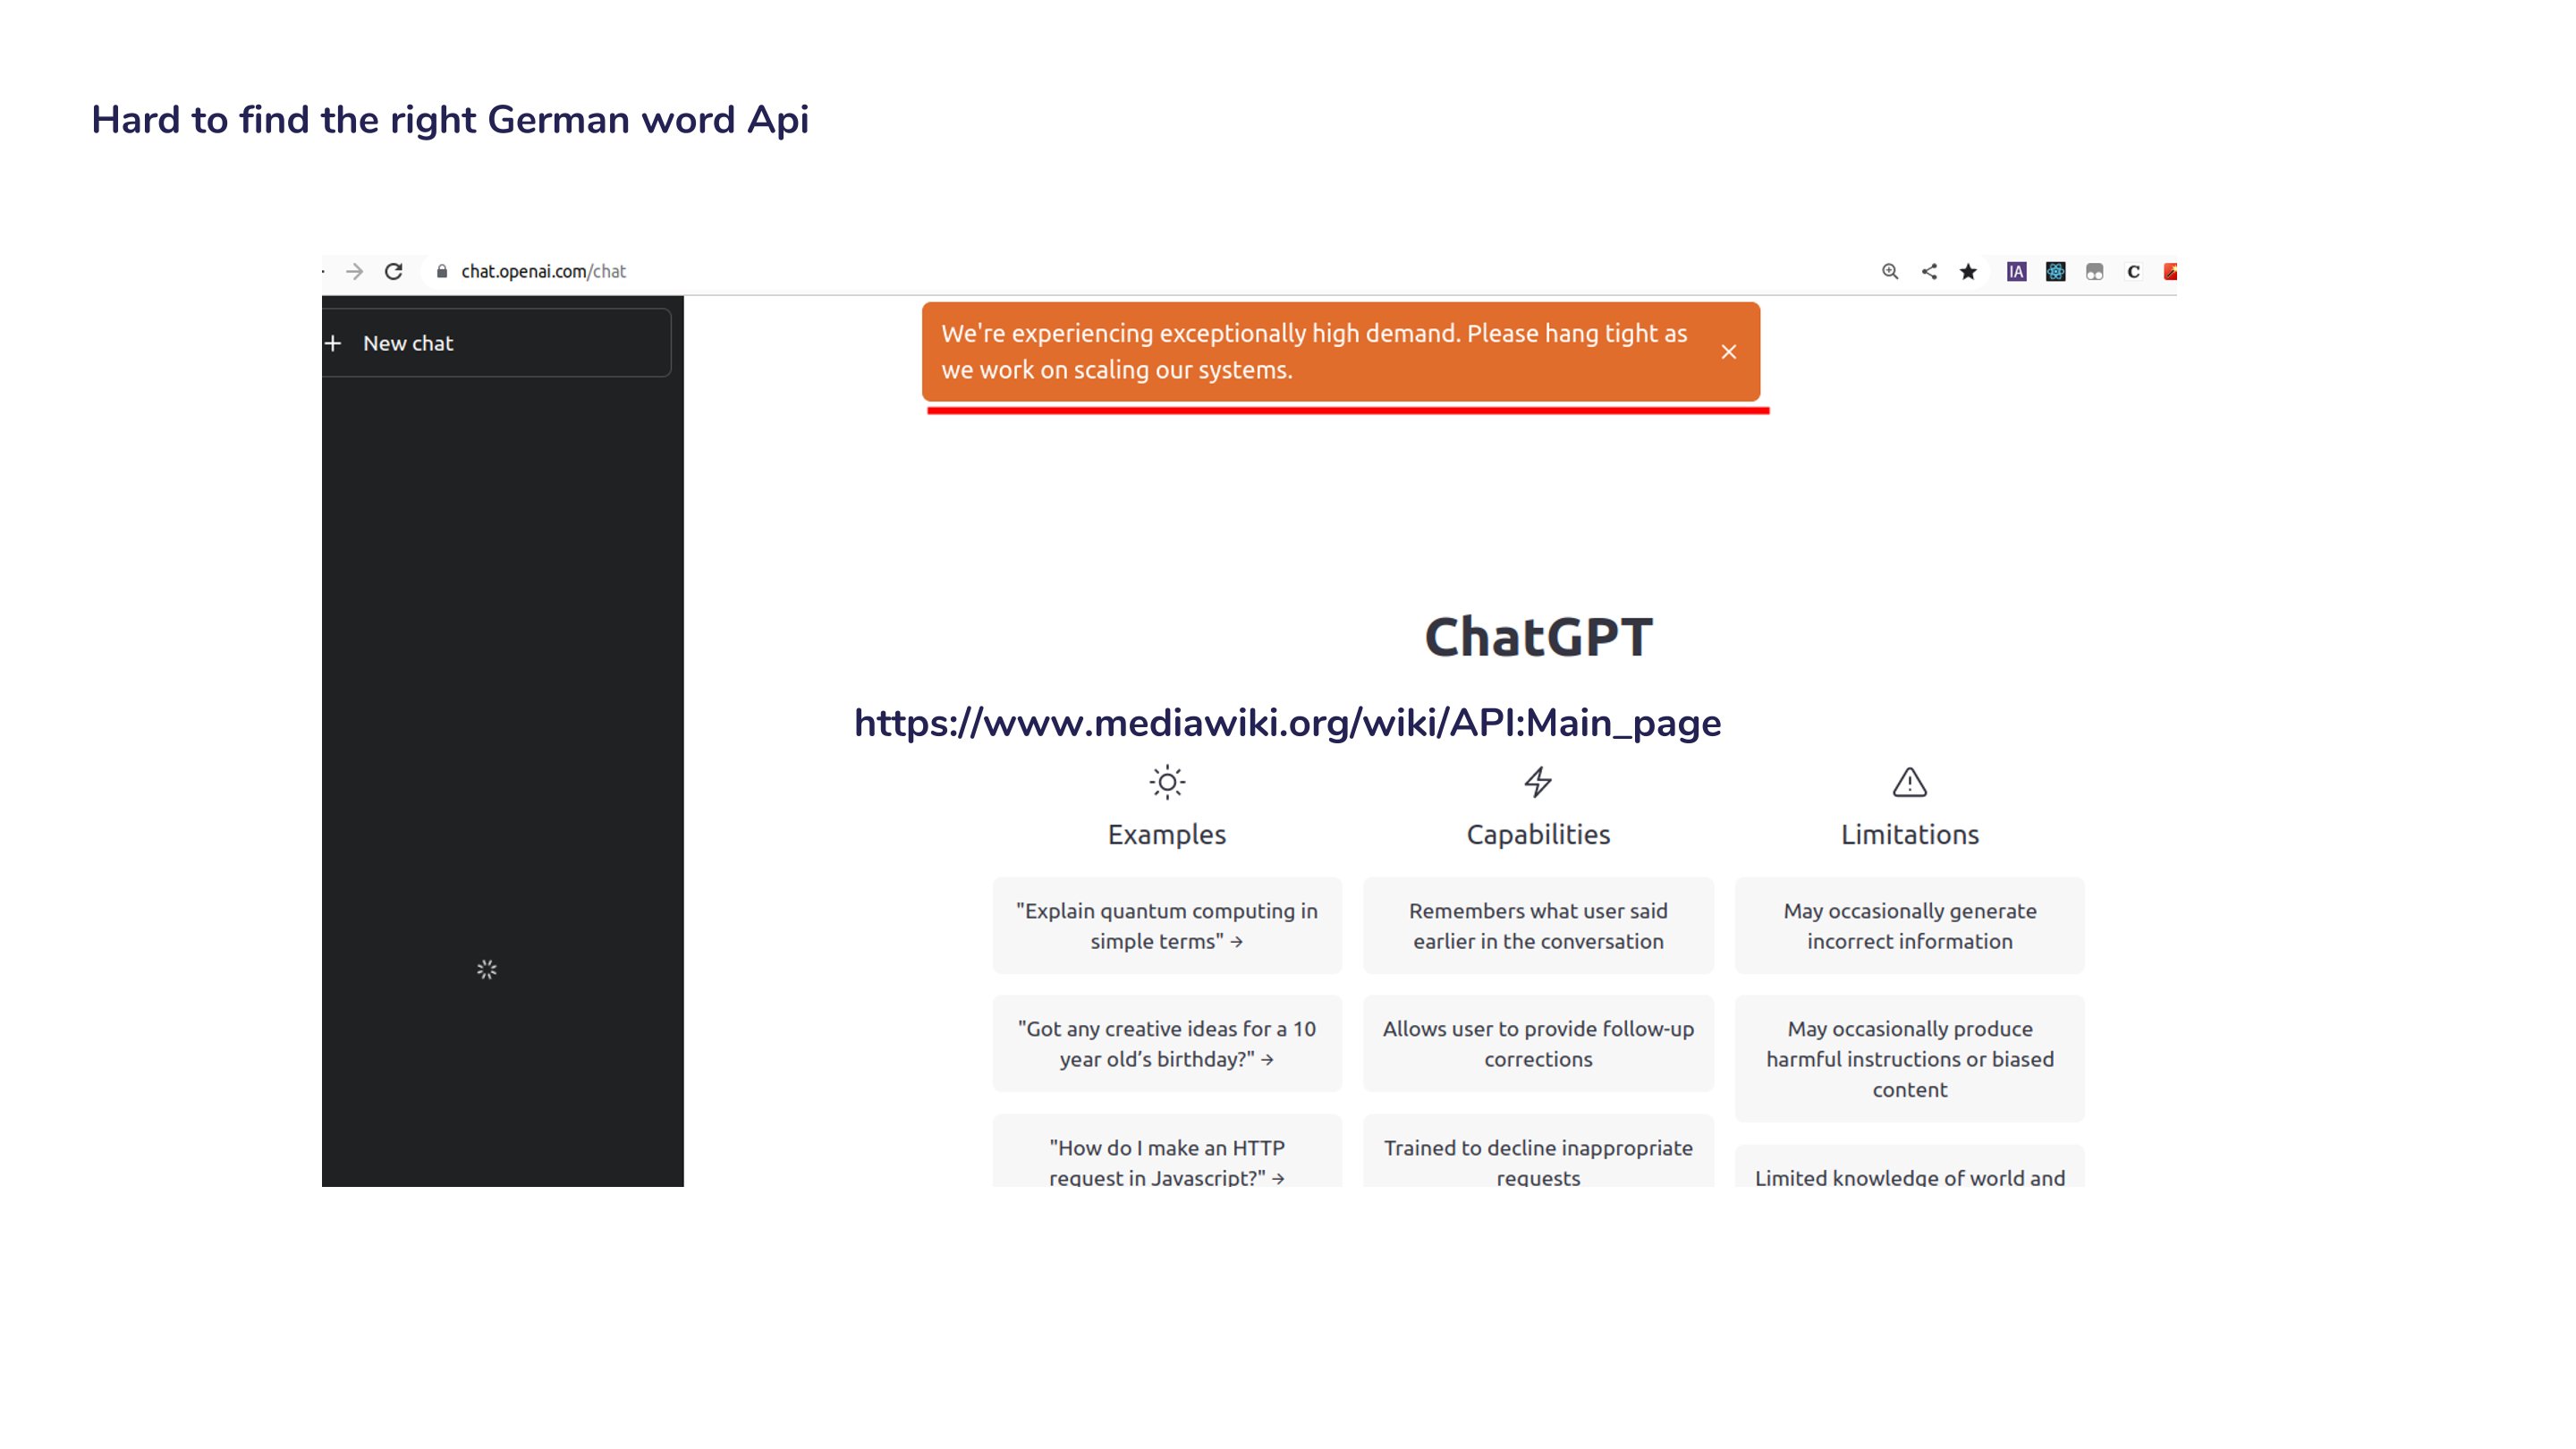 Hard to find the right German word Api
chat.openai.com/chat
IA
C
New chat
We're experiencing exceptionally high demand. Please hang tight as
we work on scaling our systems.
ChatGPT
https://www.mediawiki.org/wiki/API:Main_page
Examples
Capabilities
Limitations
"Explain quantum computing in
simple terms" →
Remembers what user said
earlier in the conversation
May occasionally generate
incorrect information
"Got any creative ideas for a 10
year old’s birthday?" →
Allows user to provide follow-up
corrections
May occasionally produce
harmful instructions or biased
content
"How do I make an HTTP
request in Javascript?" →
Trained to decline inappropriate
requests
Limited knowledge of world and